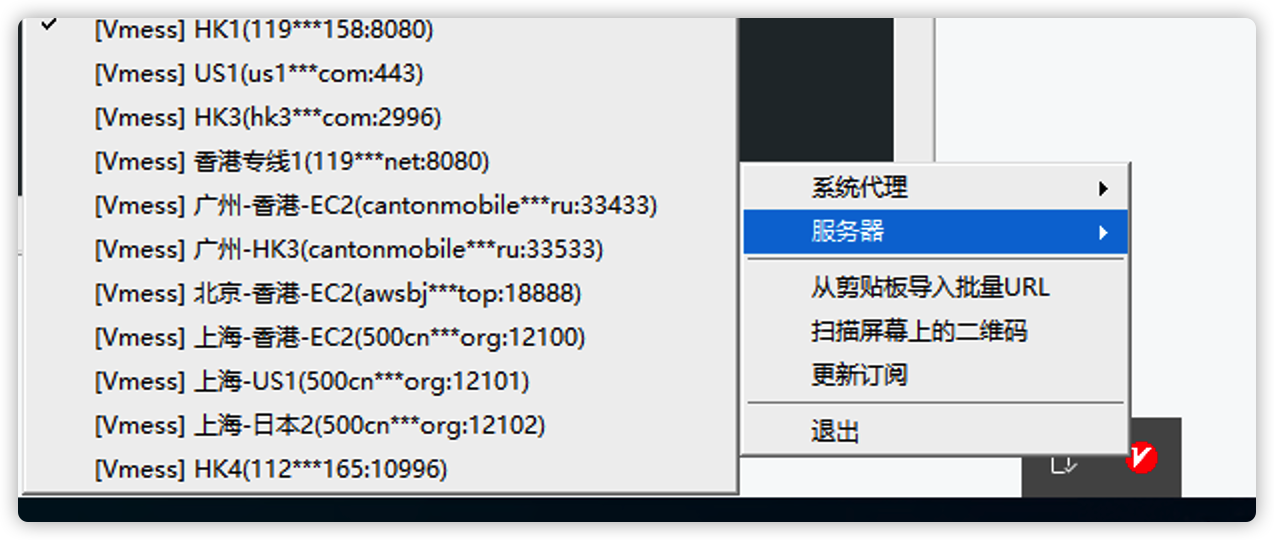 [Vmess] HK1(119***158:8080)
[Vmess] US1(us1***com:443)
[Vmess] HK3(hk3***com:2996)
[Vmess] 香港专线1(119***net:8080)
[Vmess] 广州-香港-EC2(cantonmobile***ru:33433)
[Vmess] 广州-HK3(cantonmobile***ru:33533)
[Vmess] 北京-香港-EC2(awsbj***top:18888)
[Vmess] 上海-香港-EC2(500cn***org:12100)
[Vmess] 上海-US1(500cn***org:12101)
[Vmess] 上海-日本2(500cn***org:12102)
[Vmess] HK4(112***165:10996)
系统代理
服务器
从剪贴板导入批量URL
扫描屏幕上的二维码
更新订阅
退出